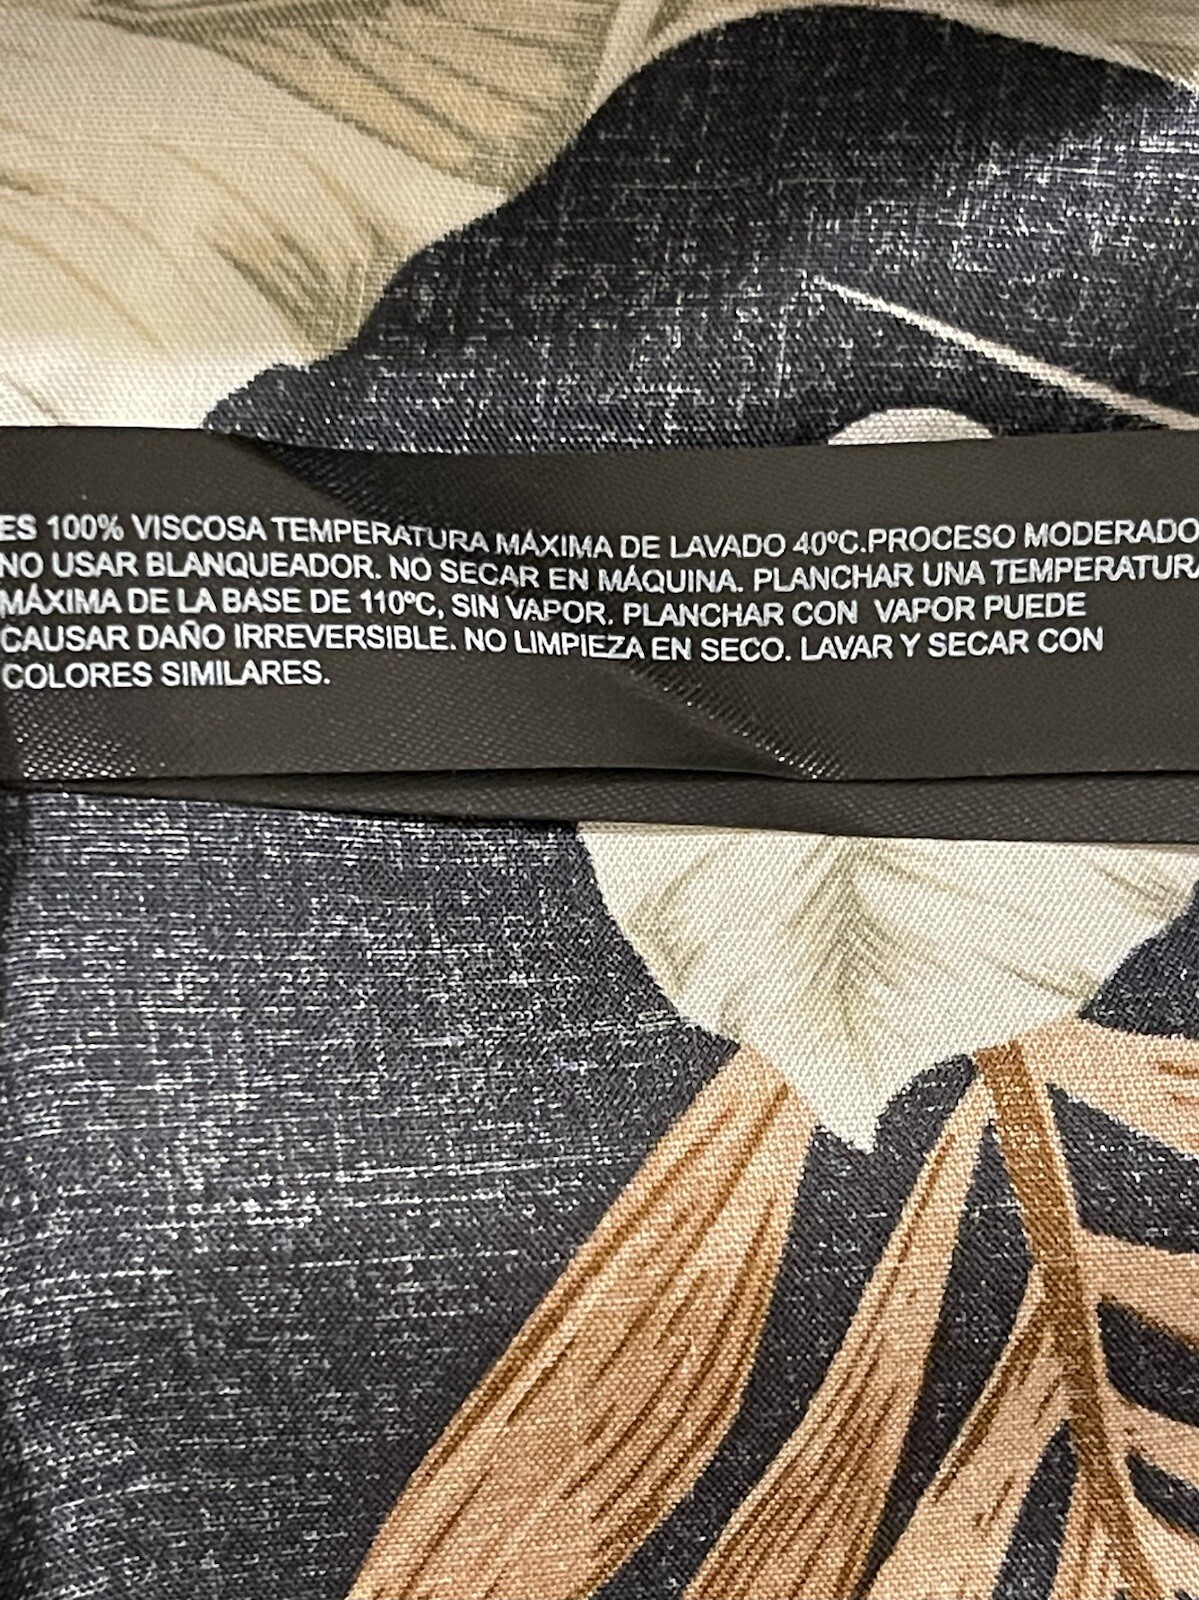 ES 100% VISCOSA TEMPERATURA MÁXIMA DE LAVADO 40ºC.PROCESO MODERADO
NO USAR BLANQUEADOR. NO SECAR EN MÁQUINA. PLANCHAR UNA TEMPERATURA
MÁXIMA DE LA BASE DE 110ºC, SIN VAPOR. PLANCHAR CON VAPOR PUEDE
CAUSAR DAÑO IRREVERSIBLE. NO LIMPIEZA EN SECO. LAVAR Y SECAR CON
COLORES SIMILARES.